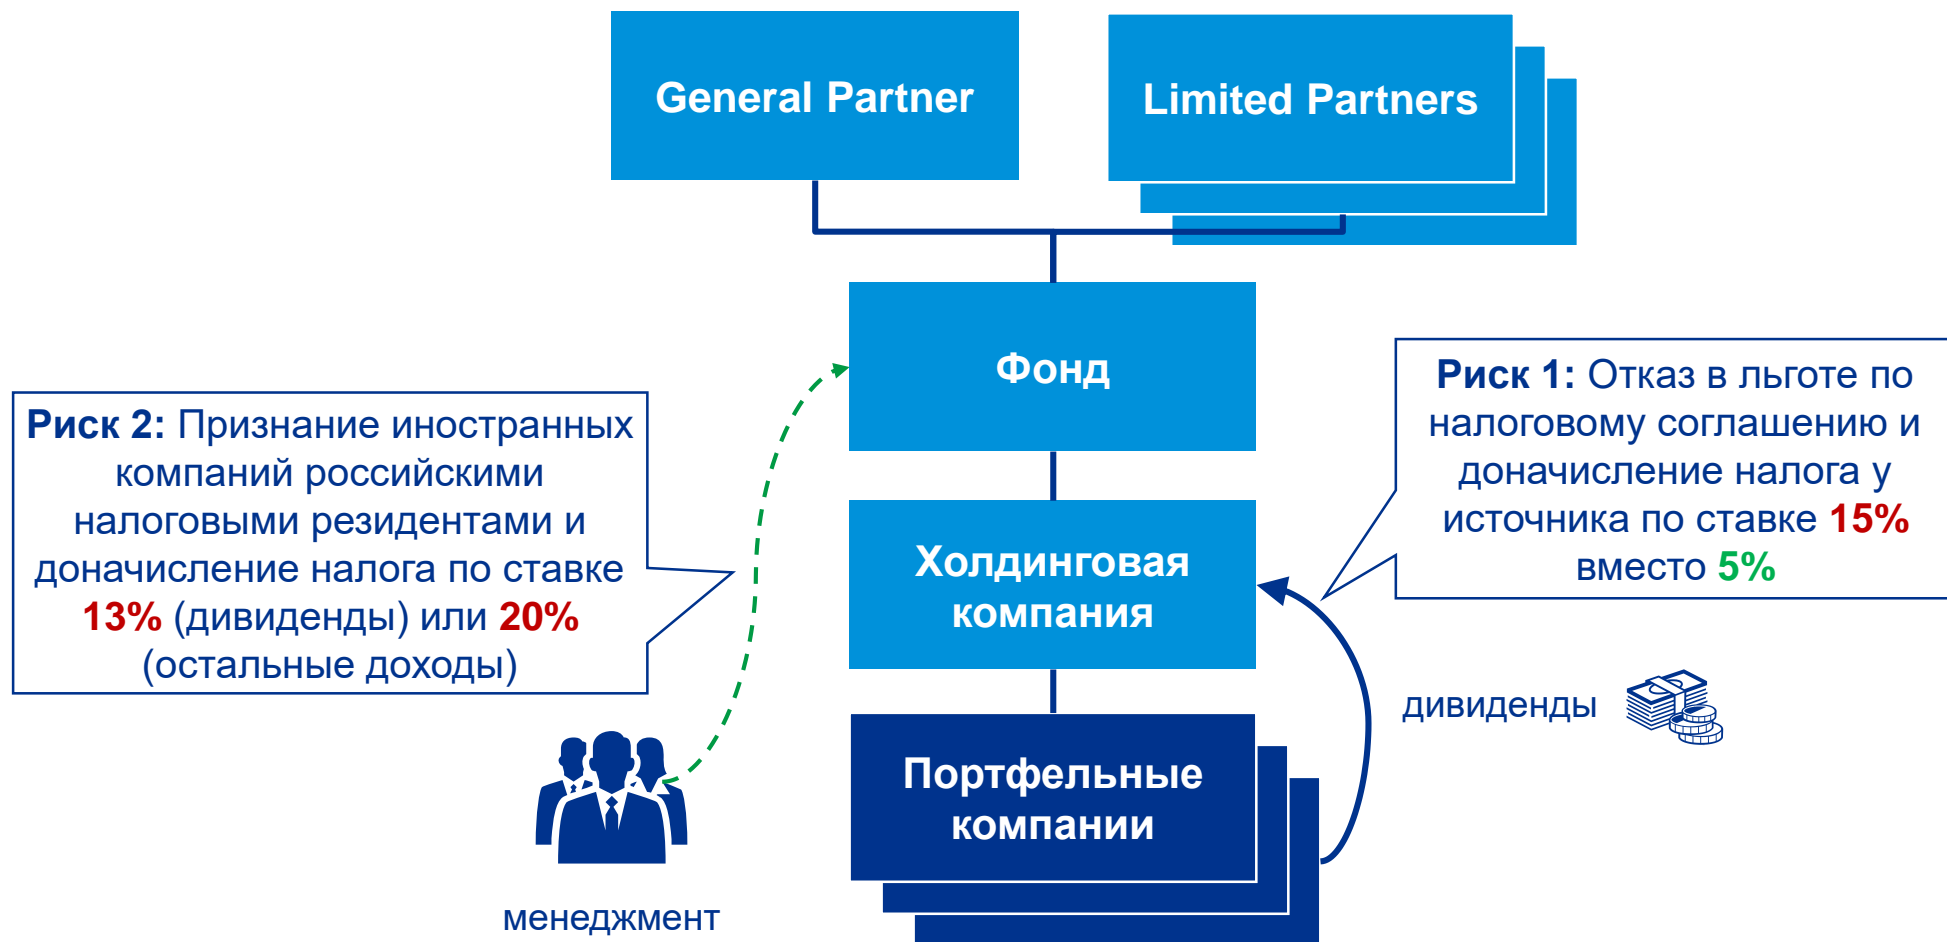 General Partner
Limited Partners
Фонд
Риск 1: Отказ в льготе по
налоговому соглашению и
доначисление налога у
источника по ставке 15%
вместо 5%
Риск 2: Признание иностранных
компаний российскими
налоговыми резидентами и
доначисление налога по ставке
13% (дивиденды) или 20%
(остальные доходы)
Холдинговая
компания
дивиденды
Портфельные
компании
менеджмент